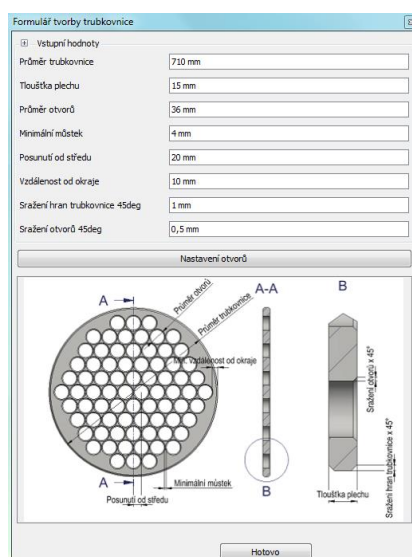 Formulář tvorby trubkovnice
Vstupní hodnoty
Průměr trubkovnice 710 mm
Tloušťka plechu 15 mm
Průměr otvorů 36 mm
Minimální můstek 4 mm
Posunutí od středu 20 mm
Vzdálenost od okraje 10 mm
Sražení hran trubkovnice 45deg 1 mm
Sražení otvorů 45deg 0,5 mm
Nastavení otvorů
A
A-A
B
Průměr otvorů
Průměr trubkovnice
Min. vzdálenost od okraje
Sražení otvorů x 45°
A
Minimální můstek
Posunutí od středu
B
Tloušťka plechu
Sražení hran trubkovnice x 45°
Hotovo